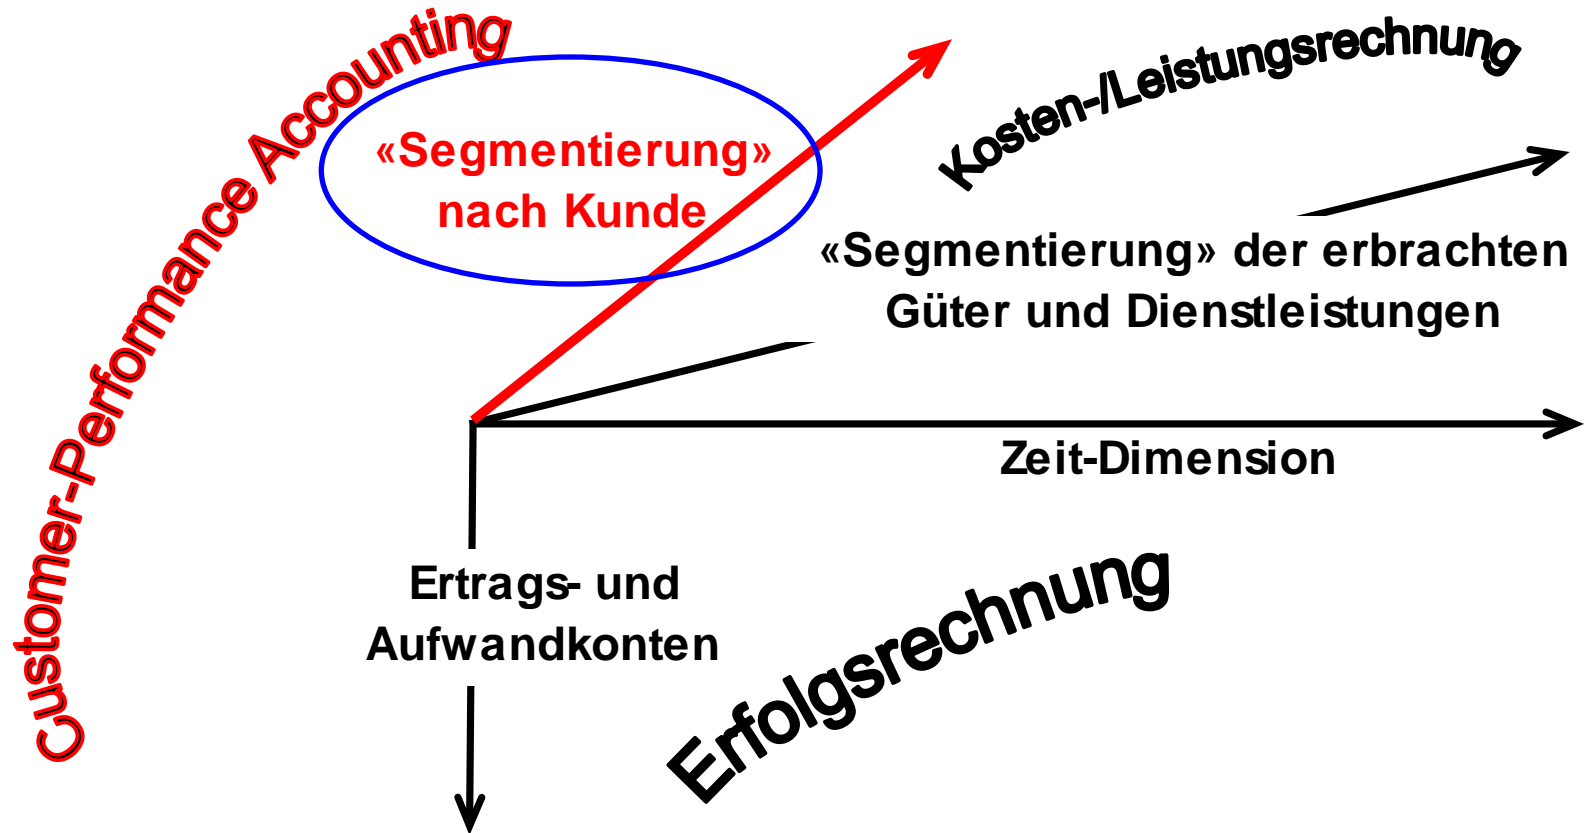 Customer-Performance Accounting
«Segmentierung»
nach Kunde
Kosten-/Leistungsrechnung
«Segmentierung» der erbrachten
Güter und Dienstleistungen
Zeit-Dimension
Ertrags- und
Aufwandkonten
Erfolgsrechnung